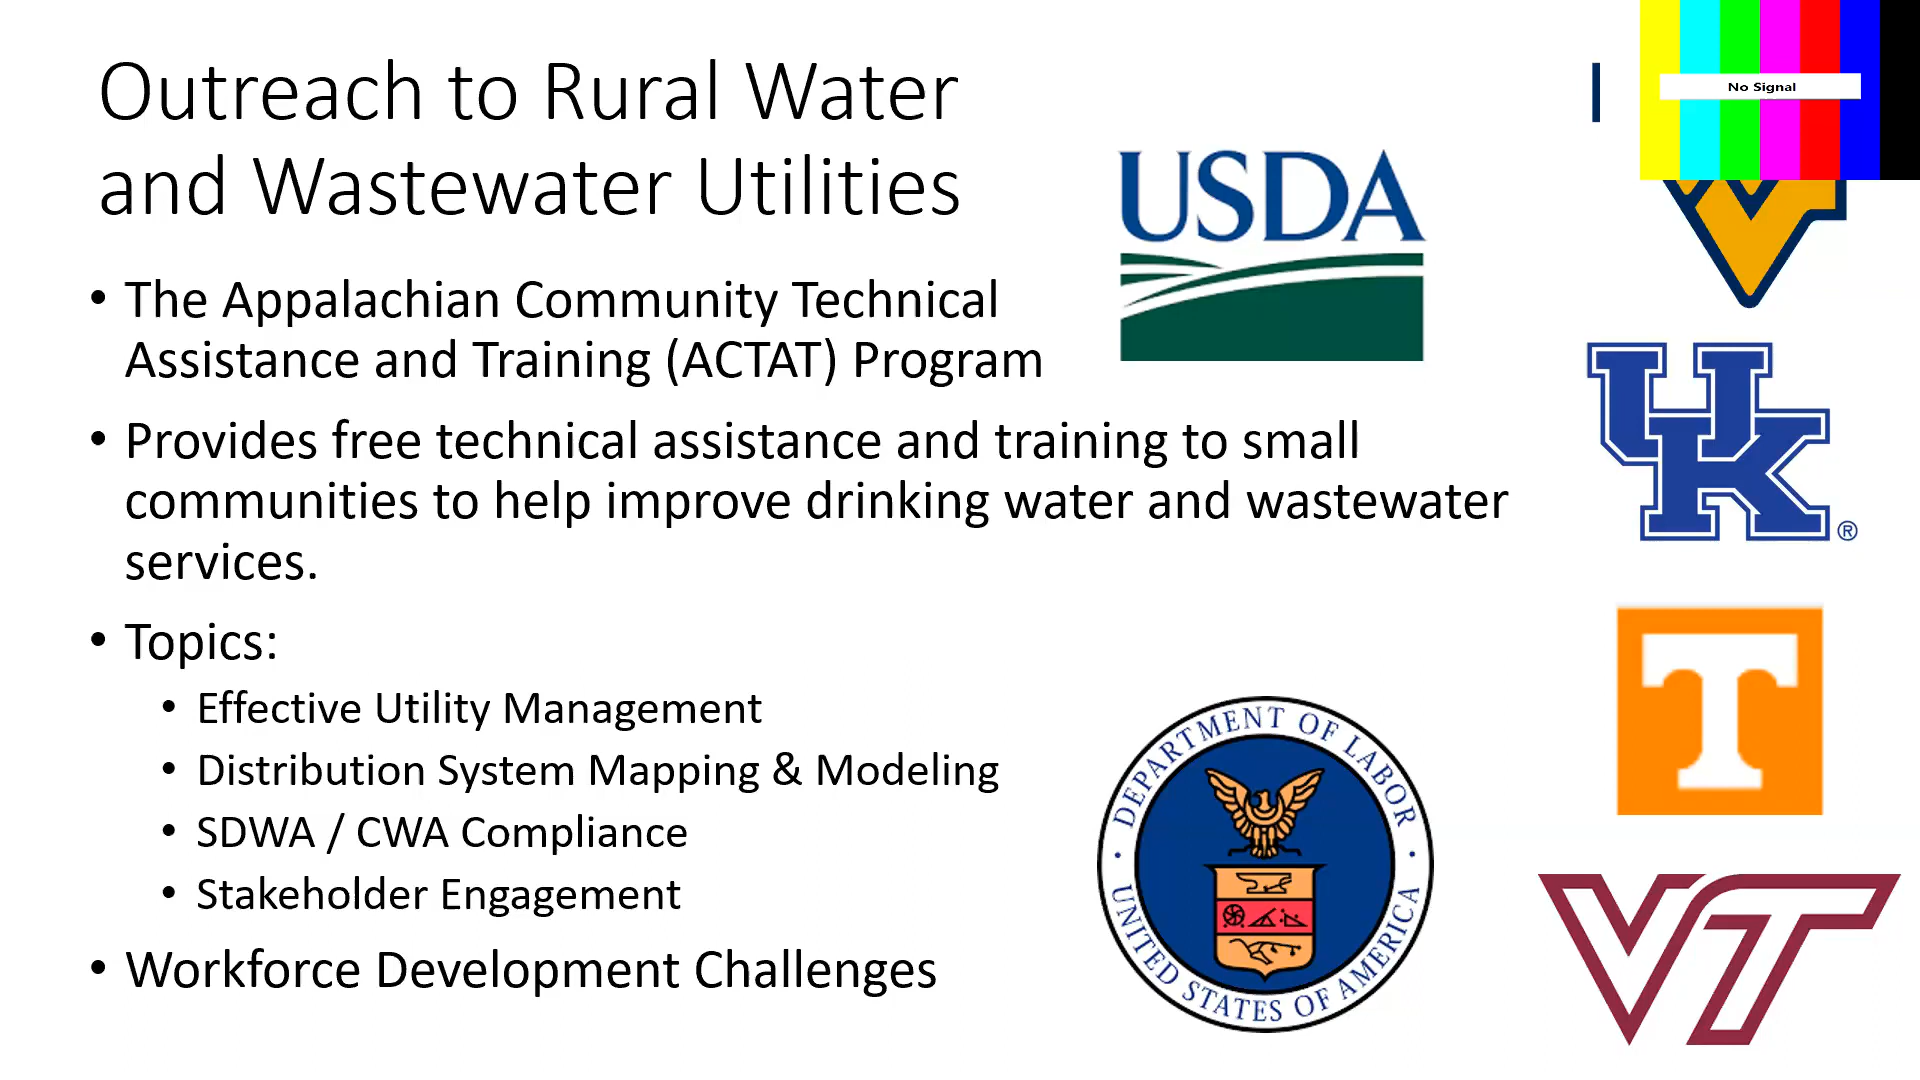 Outreach to Rural Water
and Wastewater Utilities
No Signal
USDA
• The Appalachian Community Technical
Assistance and Training (ACTAT) Program
• Provides free technical assistance and training to small
communities to help improve drinking water and wastewater
services.
• Topics:
• Effective Utility Management
• Distribution System Mapping & Modeling
• SDWA / CWA Compliance
• Stakeholder Engagement
• Workforce Development Challenges
UK®
T
DEPARTMENT OF LABOR
UNITED STATES OF AMERICA
VT